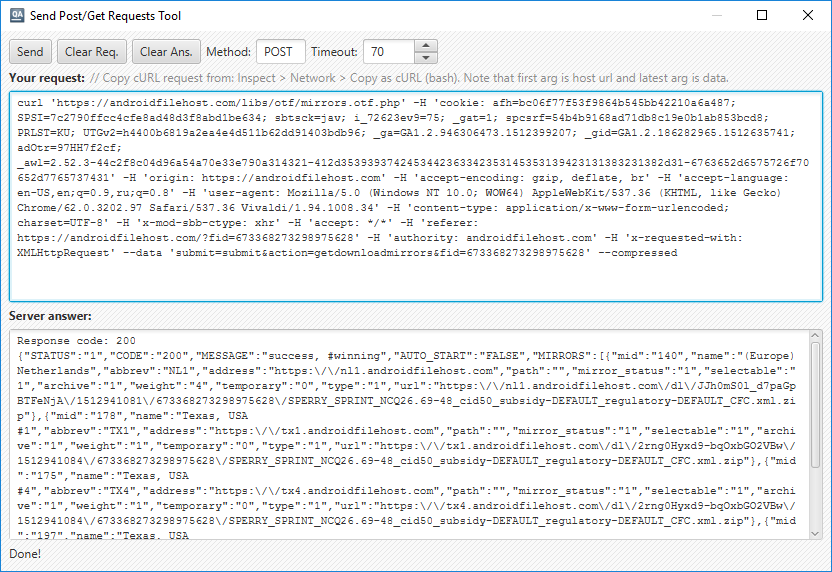 Send Post/Get Requests Tool
Send Clear Req. Clear Ans. Method: POST Timeout: 70
Your request: // Copy cURL request from: Inspect > Network > Copy as cURL (bash). Note that first arg is host url and latest arg is data.
curl 'https://androidfilehost.com/libs/otf/mirrors.otf.php' -H 'cookie: afh=bc06f77f53f9864b545bb42210a6a487;
SPSI=7c2790ffcc4cfe8ad48d3f8abd1be634; sbtsck=jav; i_72623ev9=75; _gat=1; spcsrf=54b4b9168ad71db8c19e0b1ab853bcd8;
PRLST=KU; UTGv2=h4400b6819a2ea4e4d511b62dd91403bdb96; _ga=GA1.2.946306473.1512399207; _gid=GA1.2.186282965.1512635741;
adOtr=97HH7f2cf;
_awl=2.52.3-44c2f8c04d96a54a70e33e790a314321-412d35393937424534423633423531453531394231313832313​82d31-6763652d6575726f70
652d7765737431' -H 'origin: https://androidfilehost.com' -H 'accept-encoding: gzip, deflate, br' -H 'accept-language:
en-US,en;q=0.9,ru;q=0.8' -H 'user-agent: Mozilla/5.0 (Windows NT 10.0; WOW64) AppleWebKit/537.36 (KHTML, like Gecko)
Chrome/62.0.3202.97 Safari/537.36 Vivaldi/1.94.1008.34' -H 'content-type: application/x-www-form-urlencoded;
charset=UTF-8' -H 'x-mod-sbb-ctype: xhr' -H 'accept: */*' -H 'referer:
https://androidfilehost.com/?fid=673368273298975628' -H 'authority: androidfilehost.com' -H 'x-requested-with:
XMLHttpRequest' --data 'submit=submit&action=getdownloadmirrors&fid=673368273298975628' --compressed
Server answer:
Response code: 200
{"STATUS":"1","CODE":"200","MESSAGE":"success, #winning","AUTO_START":"FALSE","MIRRORS":[{"mid":"140","name":"(Europe)
Netherlands","abbrev":"NL1","address":"https:\/\/nl1.androidfilehost.com","path":"","mirror_status":"1","selectable":"
1","archive":"1","weight":"4","temporary":"0","type":"1","url":"https:\/\/nl1.androidfilehost.com\/dl\/JJh0mS0l_d7paGp
BTFeNjA\/1512941081\/673368273298975628\/SPERRY_SPRINT_NCQ26.69-48_cid50_subsidy-DEFAULT_regulatory-DEFAULT_CFC.xml.zi
p"},{"mid":"178","name":"Texas, USA
#1","abbrev":"TX1","address":"https:\/\/tx1.androidfilehost.com","path":"","mirror_status":"1","selectable":"1","archi
ve":"1","weight":"1","temporary":"0","type":"1","url":"https:\/\/tx1.androidfilehost.com\/dl\/2rng0Hyxd9-bqOxbGO2VBw\/
1512941084\/673368273298975628\/SPERRY_SPRINT_NCQ26.69-48_cid50_subsidy-DEFAULT_regulatory-DEFAULT_CFC.xml.zip"},{"mid
":"175","name":"Texas, USA
#4","abbrev":"TX4","address":"https:\/\/tx4.androidfilehost.com","path":"","mirror_status":"1","selectable":"1","archi
ve":"1","weight":"1","temporary":"0","type":"1","url":"https:\/\/tx4.androidfilehost.com\/dl\/2rng0Hyxd9-bqOxbGO2VBw\/
1512941084\/673368273298975628\/SPERRY_SPRINT_NCQ26.69-48_cid50_subsidy-DEFAULT_regulatory-DEFAULT_CFC.xml.zip"},{"mid
":"197","name":"Texas, USA
Done!